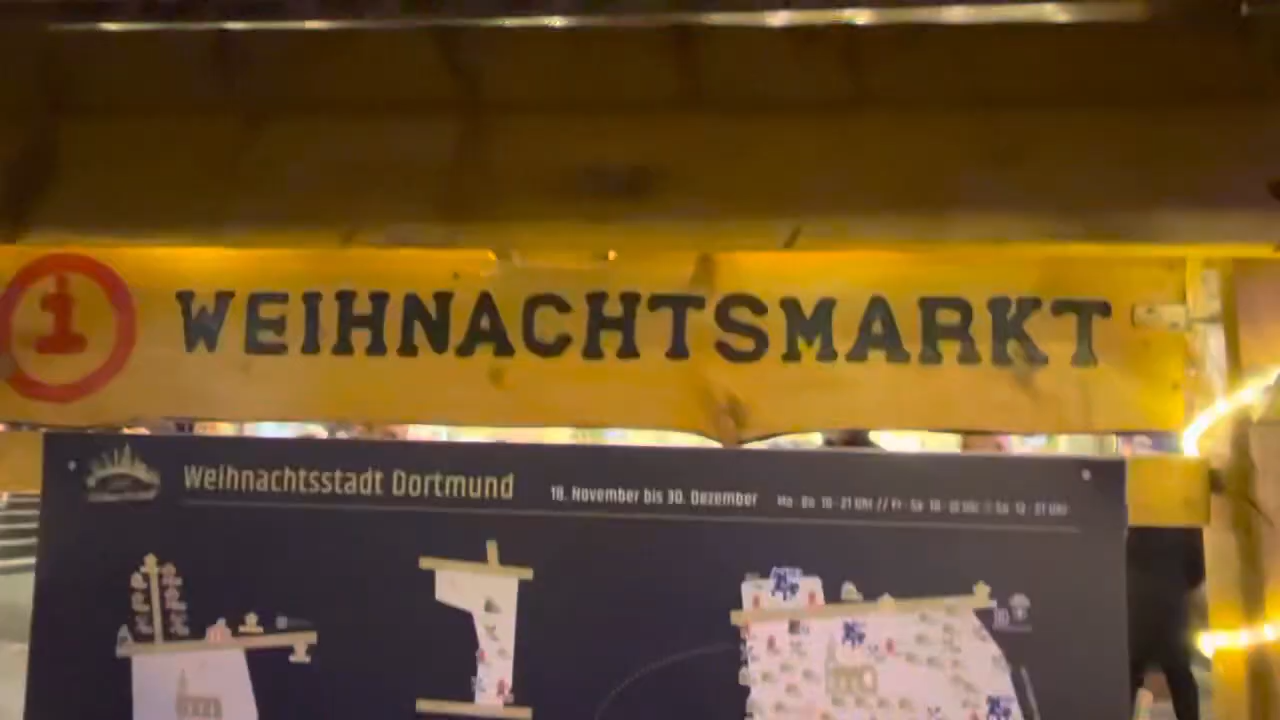 1 WEIHNACHTSMARKT
Weihnachtsstadt Dortmund
18. November bis 30. Dezember